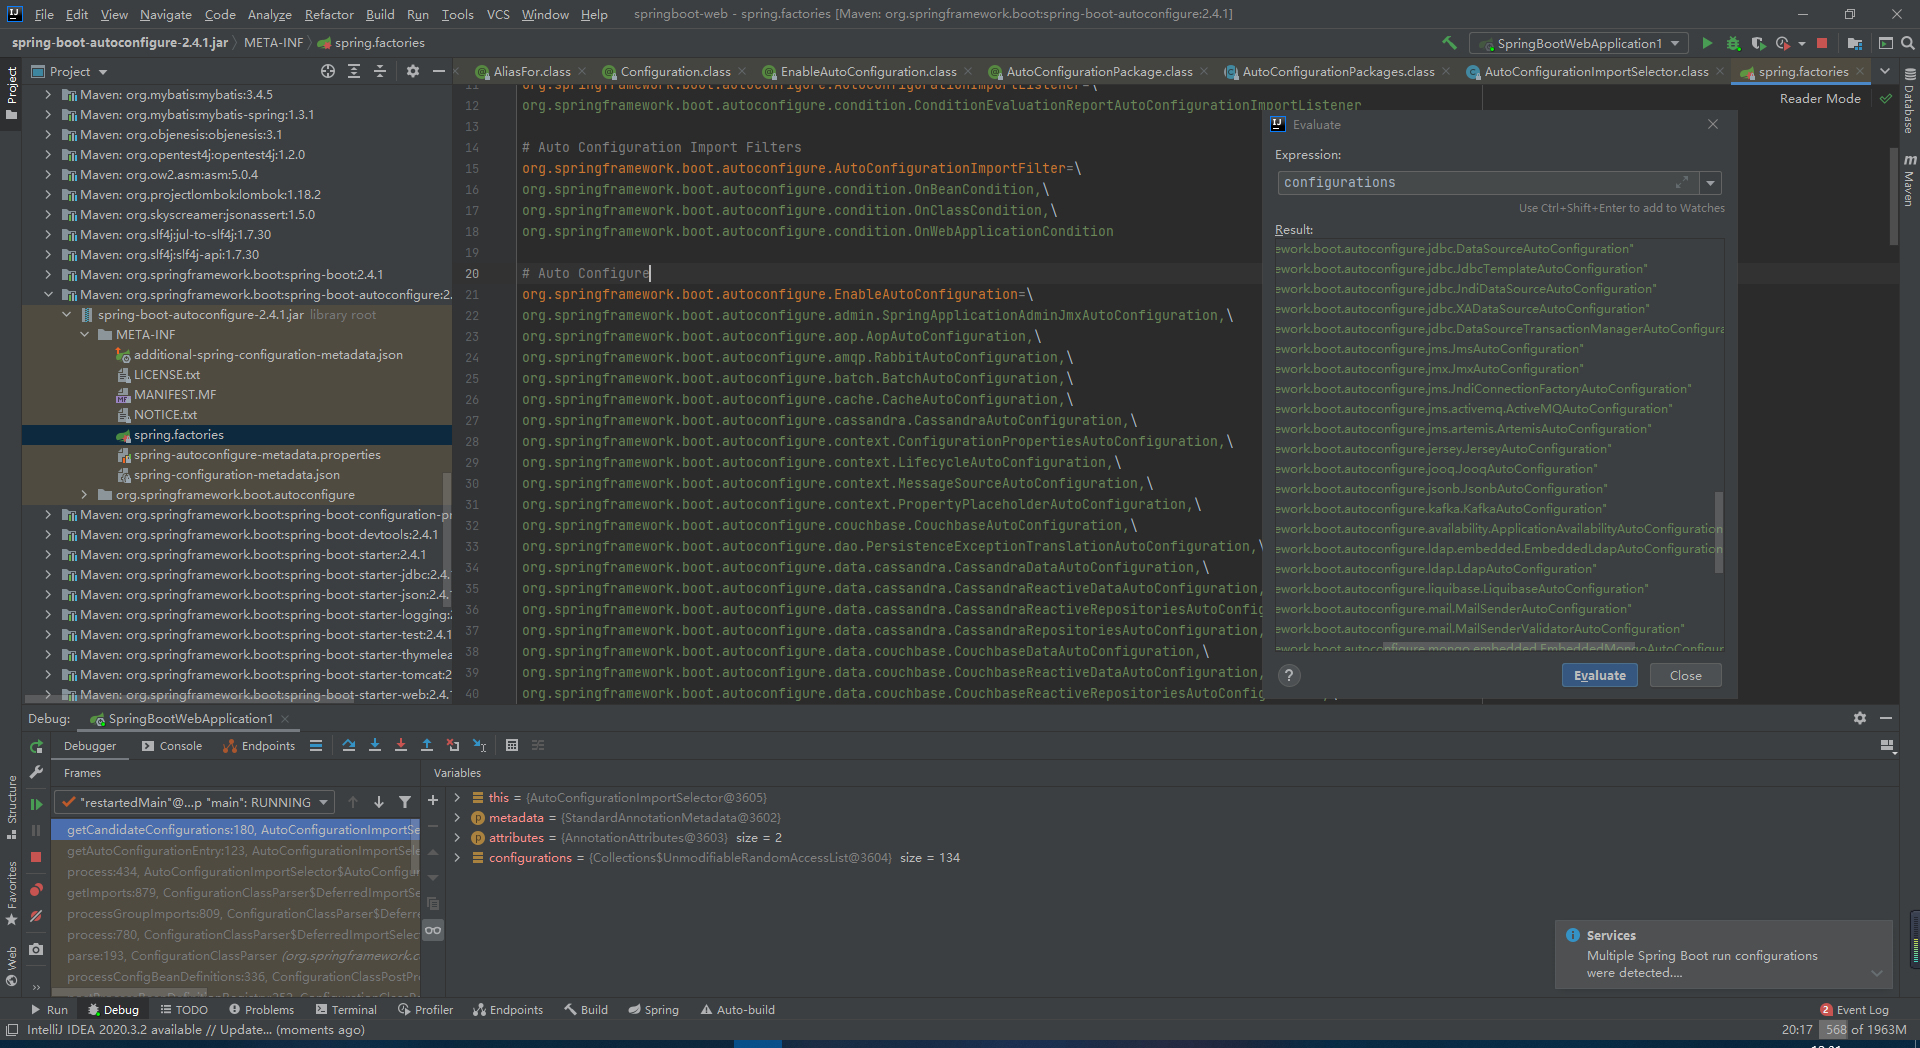 File Edit View Navigate Code Analyze Refactor Build Run Tools VCS Window Help springboot-web - spring.factories [Maven: org.springframework.boot:spring-boot-autoconfigure:2.4.1]
spring-boot-autoconfigure-2.4.1.jar META-INF spring.factories SpringBootWebApplication1
Project
AliasFor.class Configuration.class EnableAutoConfiguration.class AutoConfigurationPackage.class AutoConfigurationPackages.class AutoConfigurationImportSelector.class spring.factories
Reader Mode
Project
Structure
Favorites
Web
Database
Maven
Maven: org.mybatis:mybatis:3.4.5
Maven: org.mybatis:mybatis-spring:1.3.1
Maven: org.objenesis:objenesis:3.1
Maven: org.opentest4j:opentest4j:1.2.0
Maven: org.ow2.asm:asm:5.0.4
Maven: org.projectlombok:lombok:1.18.2
Maven: org.skyscreamer:jsonassert:1.5.0
Maven: org.slf4j:jul-to-slf4j:1.7.30
Maven: org.slf4j:slf4j-api:1.7.30
Maven: org.springframework.boot:spring-boot:2.4.1
Maven: org.springframework.boot:spring-boot-autoconfigure:2.
spring-boot-autoconfigure-2.4.1.jar library root
META-INF
additional-spring-configuration-metadata.json
LICENSE.txt
MANIFEST.MF
NOTICE.txt
spring.factories
spring-autoconfigure-metadata.properties
spring-configuration-metadata.json
org.springframework.boot.autoconfigure
Maven: org.springframework.boot:spring-boot-configuration-pr
Maven: org.springframework.boot:spring-boot-devtools:2.4.1
Maven: org.springframework.boot:spring-boot-starter:2.4.1
Maven: org.springframework.boot:spring-boot-starter-jdbc:2.4.
Maven: org.springframework.boot:spring-boot-starter-json:2.4.
Maven: org.springframework.boot:spring-boot-starter-logging:
Maven: org.springframework.boot:spring-boot-starter-test:2.4.1
Maven: org.springframework.boot:spring-boot-starter-thymelea
Maven: org.springframework.boot:spring-boot-starter-tomcat:2
Maven: org.springframework.boot:spring-boot-starter-web:2.4.
11 org.springframework.boot.autoconfigure.AutoConfigurationImportListener=\
12 org.springframework.boot.autoconfigure.condition.ConditionEvaluationReportAutoConfigurationImportListener
13
14 # Auto Configuration Import Filters
15 org.springframework.boot.autoconfigure.AutoConfigurationImportFilter=\
16 org.springframework.boot.autoconfigure.condition.OnBeanCondition,\
17 org.springframework.boot.autoconfigure.condition.OnClassCondition,\
18 org.springframework.boot.autoconfigure.condition.OnWebApplicationCondition
19
20 # Auto Configure
21 org.springframework.boot.autoconfigure.EnableAutoConfiguration=\
22 org.springframework.boot.autoconfigure.admin.SpringApplicationAdminJmxAutoConfiguration,\
23 org.springframework.boot.autoconfigure.aop.AopAutoConfiguration,\
24 org.springframework.boot.autoconfigure.amqp.RabbitAutoConfiguration,\
25 org.springframework.boot.autoconfigure.batch.BatchAutoConfiguration,\
26 org.springframework.boot.autoconfigure.cache.CacheAutoConfiguration,\
27 org.springframework.boot.autoconfigure.cassandra.CassandraAutoConfiguration,\
28 org.springframework.boot.autoconfigure.context.ConfigurationPropertiesAutoConfiguration,\
29 org.springframework.boot.autoconfigure.context.LifecycleAutoConfiguration,\
30 org.springframework.boot.autoconfigure.context.MessageSourceAutoConfiguration,\
31 org.springframework.boot.autoconfigure.context.PropertyPlaceholderAutoConfiguration,\
32 org.springframework.boot.autoconfigure.couchbase.CouchbaseAutoConfiguration,\
33 org.springframework.boot.autoconfigure.dao.PersistenceExceptionTranslationAutoConfiguration,\
34 org.springframework.boot.autoconfigure.data.cassandra.CassandraDataAutoConfiguration,\
35 org.springframework.boot.autoconfigure.data.cassandra.CassandraReactiveDataAutoConfiguration,
36 org.springframework.boot.autoconfigure.data.cassandra.CassandraReactiveRepositoriesAutoConfig
37 org.springframework.boot.autoconfigure.data.cassandra.CassandraRepositoriesAutoConfiguration,
38 org.springframework.boot.autoconfigure.data.couchbase.CouchbaseDataAutoConfiguration,\
39 org.springframework.boot.autoconfigure.data.couchbase.CouchbaseReactiveDataAutoConfiguration,
40 org.springframework.boot.autoconfigure.data.couchbase.CouchbaseReactiveRepositoriesAutoConfig
Evaluate
Expression:
configurations
Use Ctrl+Shift+Enter to add to Watches
Result:
ework.boot.autoconfigure.jdbc.DataSourceAutoConfiguration"
ework.boot.autoconfigure.jdbc.JdbcTemplateAutoConfiguration"
ework.boot.autoconfigure.jdbc.JndiDataSourceAutoConfiguration"
ework.boot.autoconfigure.jdbc.XADataSourceAutoConfiguration"
ework.boot.autoconfigure.jdbc.DataSourceTransactionManagerAutoConfigura
ework.boot.autoconfigure.jms.JmsAutoConfiguration"
ework.boot.autoconfigure.jmx.JmxAutoConfiguration"
ework.boot.autoconfigure.jms.JndiConnectionFactoryAutoConfiguration"
ework.boot.autoconfigure.jms.activemq.ActiveMQAutoConfiguration"
ework.boot.autoconfigure.jms.artemis.ArtemisAutoConfiguration"
ework.boot.autoconfigure.jersey.JerseyAutoConfiguration"
ework.boot.autoconfigure.jooq.JooqAutoConfiguration"
ework.boot.autoconfigure.jsonb.JsonbAutoConfiguration"
ework.boot.autoconfigure.kafka.KafkaAutoConfiguration"
ework.boot.autoconfigure.availability.ApplicationAvailabilityAutoConfiguration
ework.boot.autoconfigure.ldap.embedded.EmbeddedLdapAutoConfiguration
ework.boot.autoconfigure.ldap.LdapAutoConfiguration"
ework.boot.autoconfigure.liquibase.LiquibaseAutoConfiguration"
ework.boot.autoconfigure.mail.MailSenderAutoConfiguration"
ework.boot.autoconfigure.mail.MailSenderValidatorAutoConfiguration"
ework.boot.autoconfigure.mongo.embedded.EmbeddedMongoAutoConfigur
? Evaluate Close
Debug: SpringBootWebApplication1
Debugger Console Endpoints
Frames Variables
"restartedMain"@...p "main": RUNNING
getCandidateConfigurations:180, AutoConfigurationImportSe
getAutoConfigurationEntry:123, AutoConfigurationImportSele
process:434, AutoConfigurationImportSelector$AutoConfigu
getImports:879, ConfigurationClassParser$DeferredImportSe
processGroupImports:809, ConfigurationClassParser$Deferre
process:780, ConfigurationClassParser$DeferredImportSelec
parse:193, ConfigurationClassParser (org.springframework.c
processConfigBeanDefinitions:336, ConfigurationClassPostPr
this = {AutoConfigurationImportSelector@3605}
metadata = {StandardAnnotationMetadata@3602}
attributes = {AnnotationAttributes@3603} size = 2
configurations = {Collections$UnmodifiableRandomAccessList@3604} size = 134
Services
Multiple Spring Boot run configurations
were detected....
Run Debug TODO Problems Terminal Profiler Endpoints Build Spring Auto-build 2 Event Log
IntelliJ IDEA 2020.3.2 available // Update... (moments ago) 20:17 568 of 1963M